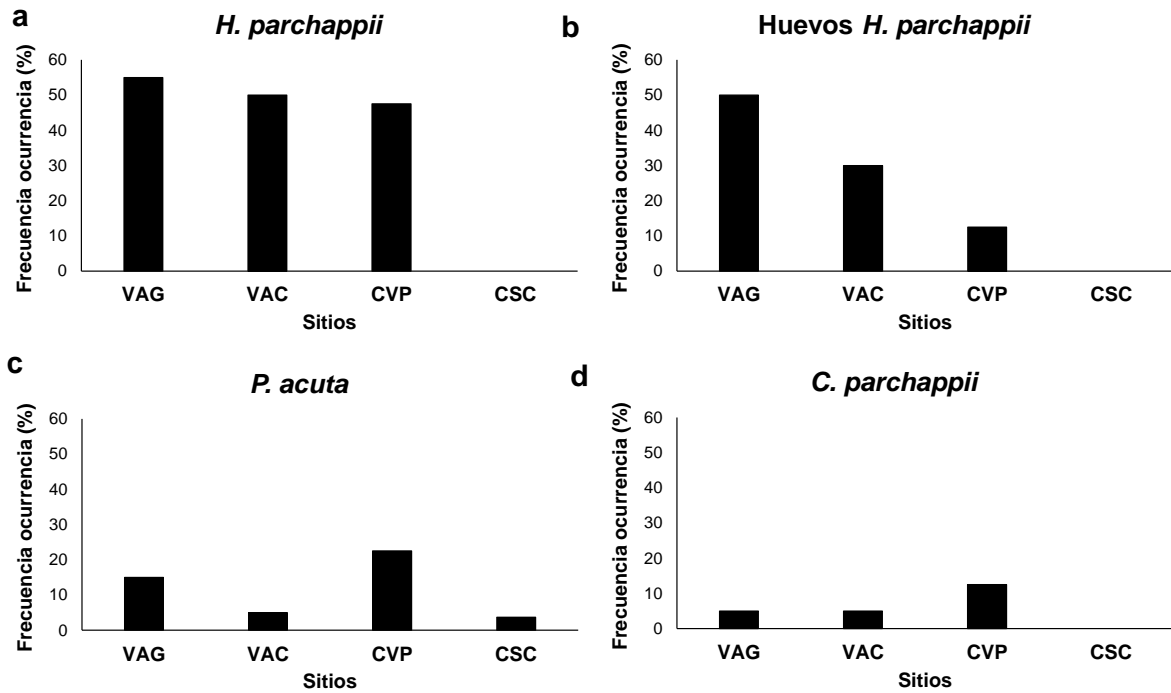 a
H. parchappii
Frecuencia ocurrencia (%)
60
50
40
30
20
10
0
VAG VAC CVP CSC
Sitios
b
Huevos H. parchappii
Frecuencia ocurrencia (%)
60
50
40
30
20
10
0
VAG VAC CVP CSC
Sitios
c
P. acuta
Frecuencia ocurrencia (%)
60
50
40
30
20
10
0
VAG VAC CVP CSC
Sitios
d
C. parchappii
Frecuencia ocurrencia (%)
60
50
40
30
20
10
0
VAG VAC CVP CSC
Sitios